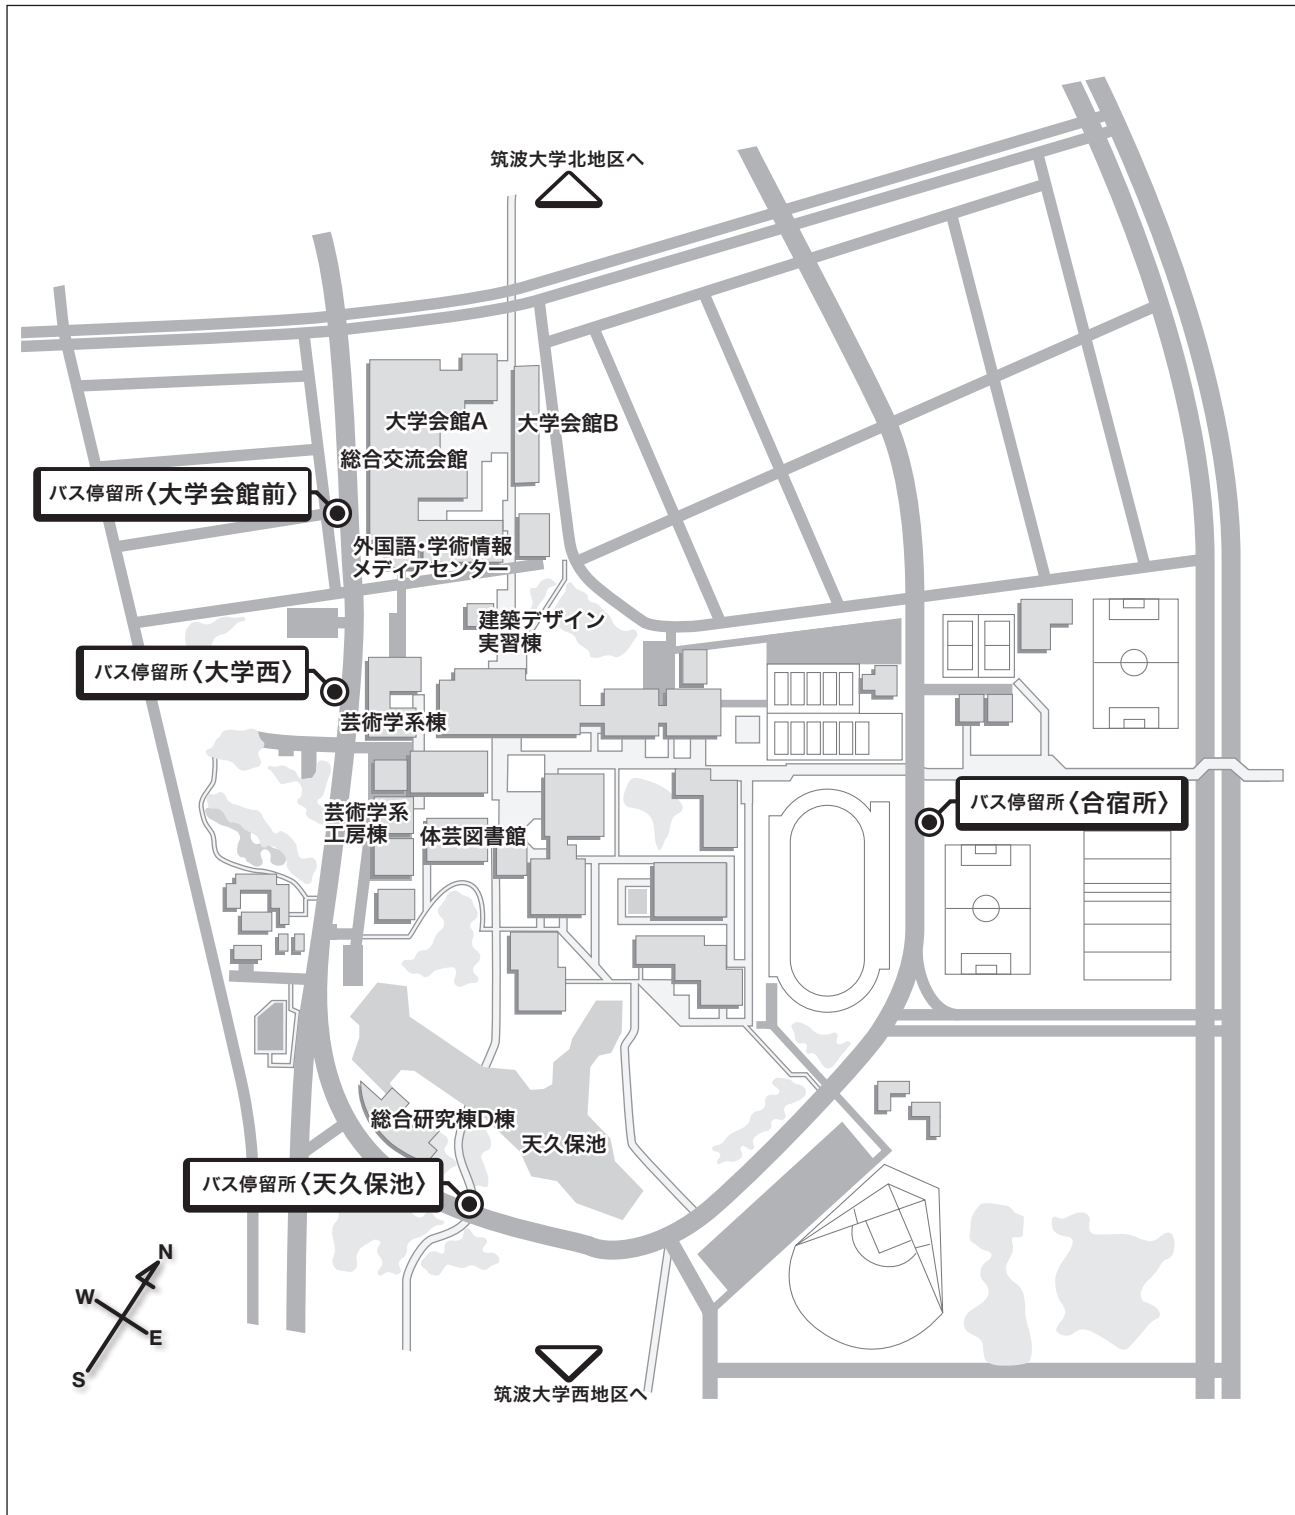 筑波大学北地区へ
大学会館A
大学会館B
総合交流会館
バス停留所〈大学会館前〉
外国語・学術情報
メディアセンター
建築デザイン
実習棟
バス停留所〈大学西〉
芸術学系棟
バス停留所〈合宿所〉
芸術学系
工房棟
体芸図書館
総合研究棟D棟
天久保池
バス停留所〈天久保池〉
N
W
E
S
筑波大学西地区へ